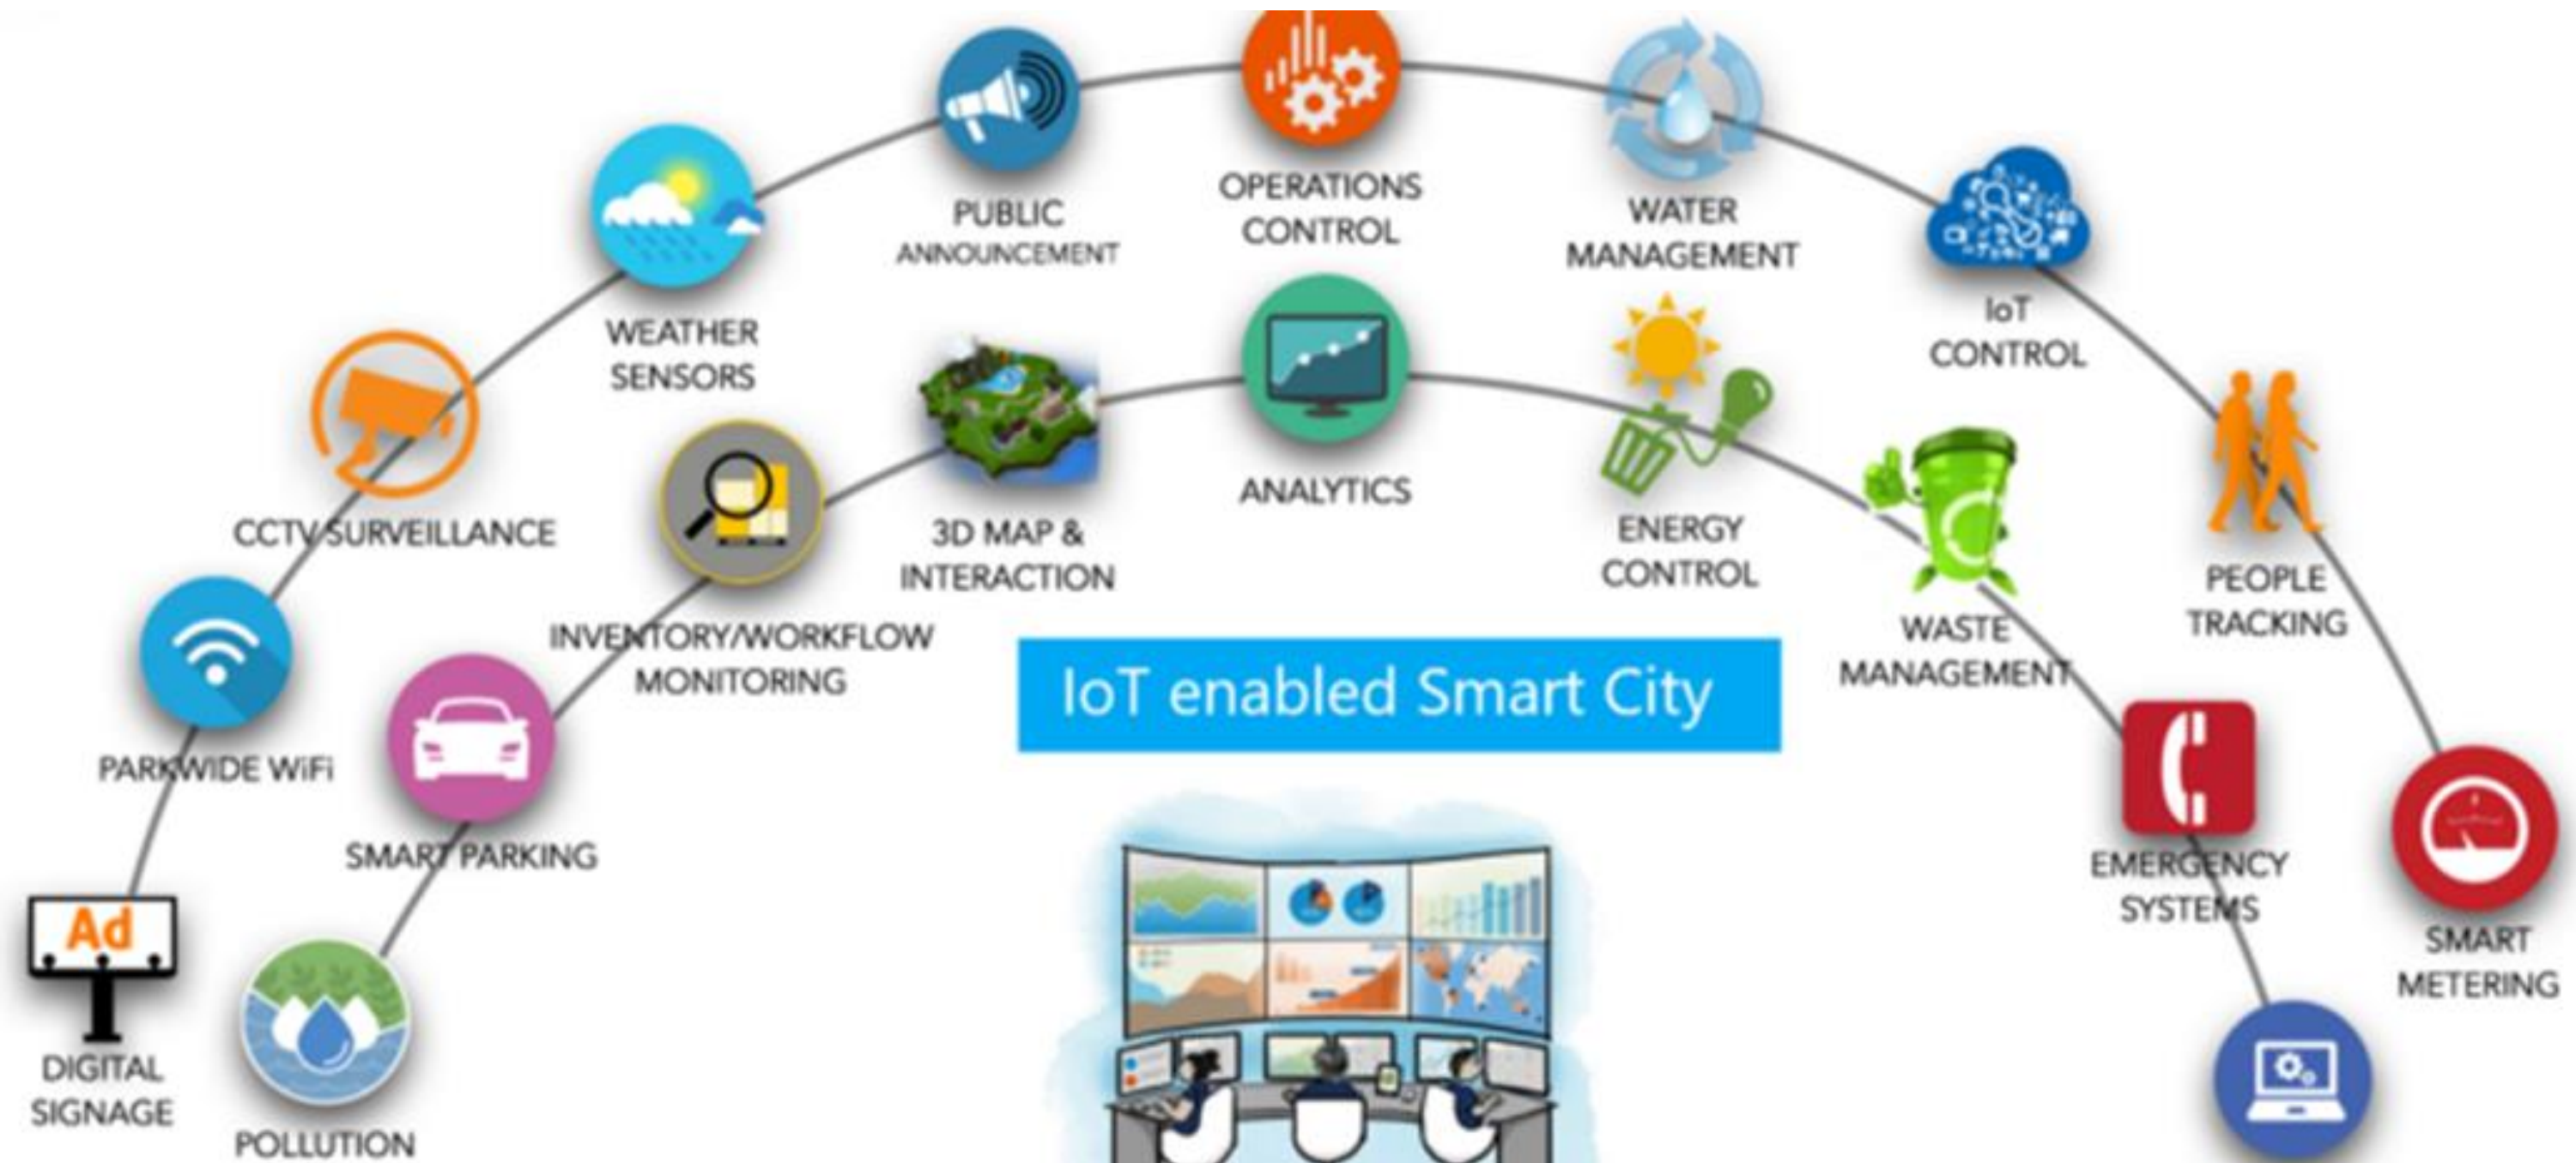 PUBLIC
ANNOUNCEMENT
OPERATIONS
CONTROL
WATER
MANAGEMENT
WEATHER
SENSORS
IoT
CONTROL
CCTV SURVEILLANCE
3D MAP &
INTERACTION
ANALYTICS
ENERGY
CONTROL
PEOPLE
TRACKING
INVENTORY/WORKFLOW
MONITORING
WASTE
MANAGEMENT
IoT enabled Smart City
PARKWIDE WiFi
SMART PARKING
EMERGENCY
SYSTEMS
Ad
SMART
METERING
DIGITAL
SIGNAGE
POLLUTION